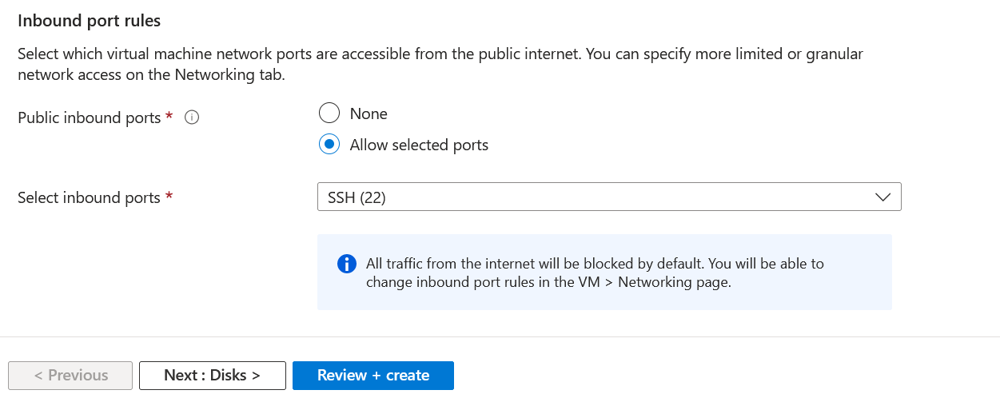 Inbound port rules
Select which virtual machine network ports are accessible from the public internet. You can specify more limited or granular
network access on the Networking tab.
Public inbound ports *
None
Allow selected ports
Select inbound ports *
SSH (22)
All traffic from the internet will be blocked by default. You will be able to
change inbound port rules in the VM > Networking page.
< Previous
Next : Disks >
Review + create